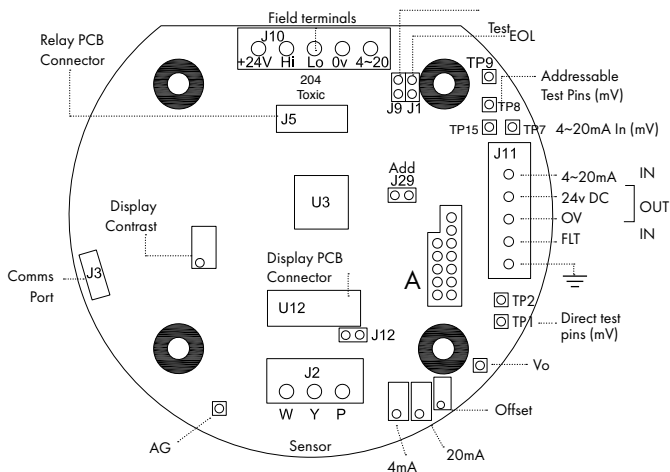 Field terminals
Test
EOL
J10
Relay PCB
Connector
+24V Hi Lo 0v 4~20
204
Toxic
J5
J9 J1
TP9
Addressable
Test Pins (mV)
TP8
TP15
TP7
4~20mA In (mV)
J11
4~20mA
IN
24v DC
OUT
OV
FLT
IN
Add
J29
U3
Display
Contrast
J3
Comms
Port
Display PCB
Connector
U12
J12
A
TP2
TP1
Direct test
pins (mV)
Vo
J2
W Y P
AG
Sensor
Offset
4mA
20mA